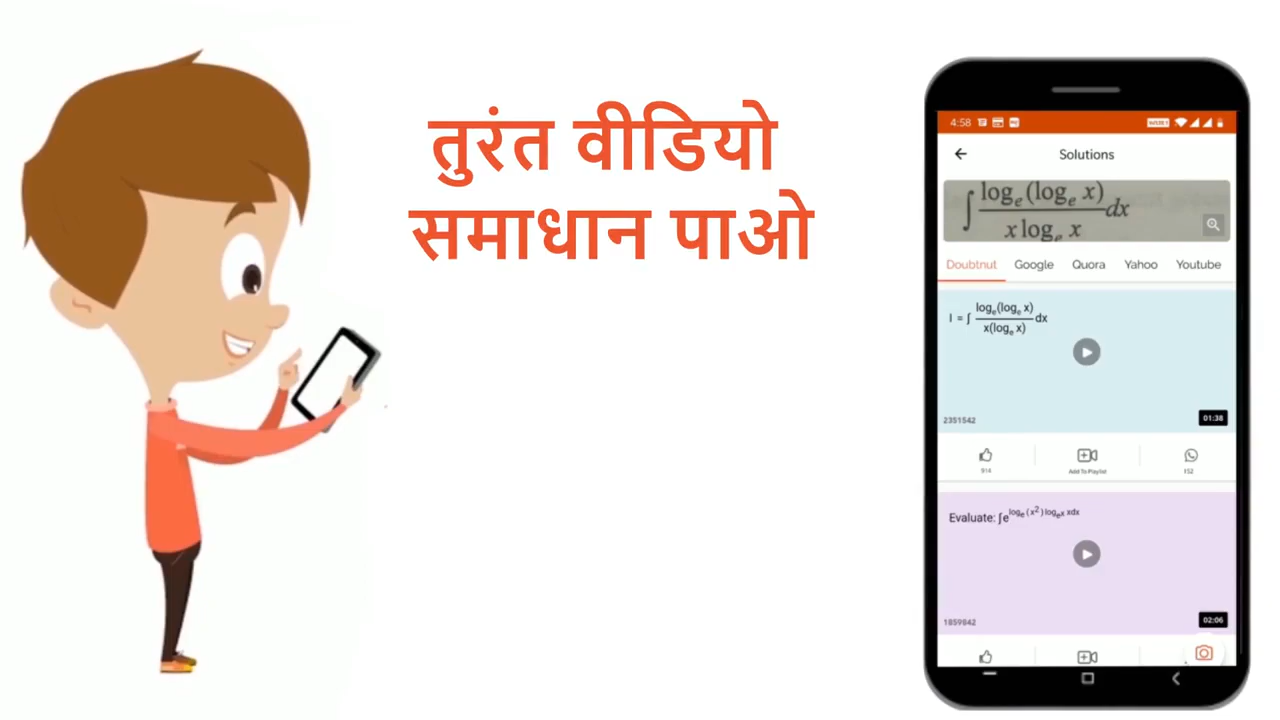 तुरंत वीडियो
समाधान पाओ
4:58
Solutions
∫ logₑ(logₑ x) / x logₑ x dx
Doubtnut Google Quora Yahoo Youtube
I = ∫ logₑ(logₑ x) / x(logₑ x) dx
2351542 01:38
914 Add To Playlist 152
Evaluate: ∫e^logₑ(x²) logₑx xdx
1859842 02:06